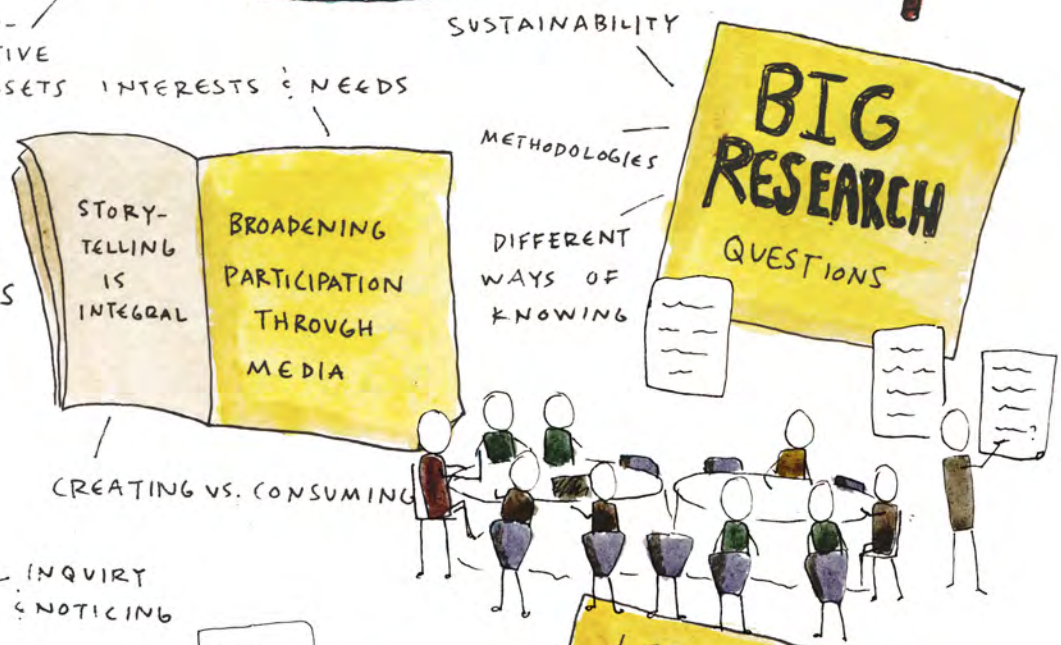 SUSTAINABILITY
TIVE
SETS INTERESTS & NEEDS
BIG
RESEARCH
QUESTIONS
METHODOLOGIES
DIFFERENT
WAYS OF
KNOWING
STORY-
TELLING
IS
INTEGRAL
BROADENING
PARTICIPATION
THROUGH
MEDIA
S
CREATING VS. CONSUMING
INQUIRY
& NOTICING